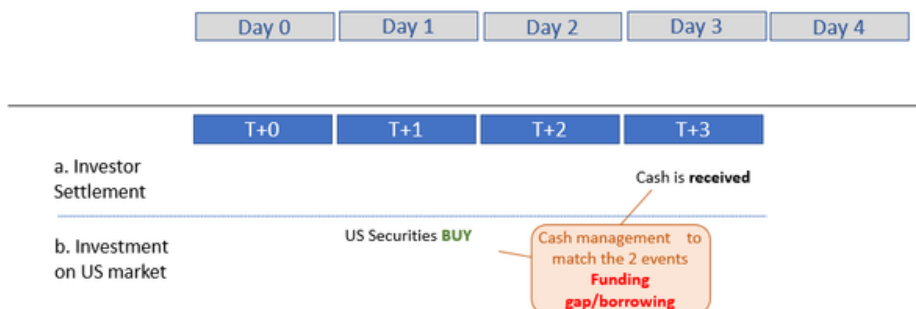 Day 0 Day 1 Day 2 Day 3 Day 4
T+0 T+1 T+2 T+3
a. Investor
Settlement
Cash is received
b. Investment
on US market
US Securities BUY
Cash management to
match the 2 events
Funding
gap/borrowing